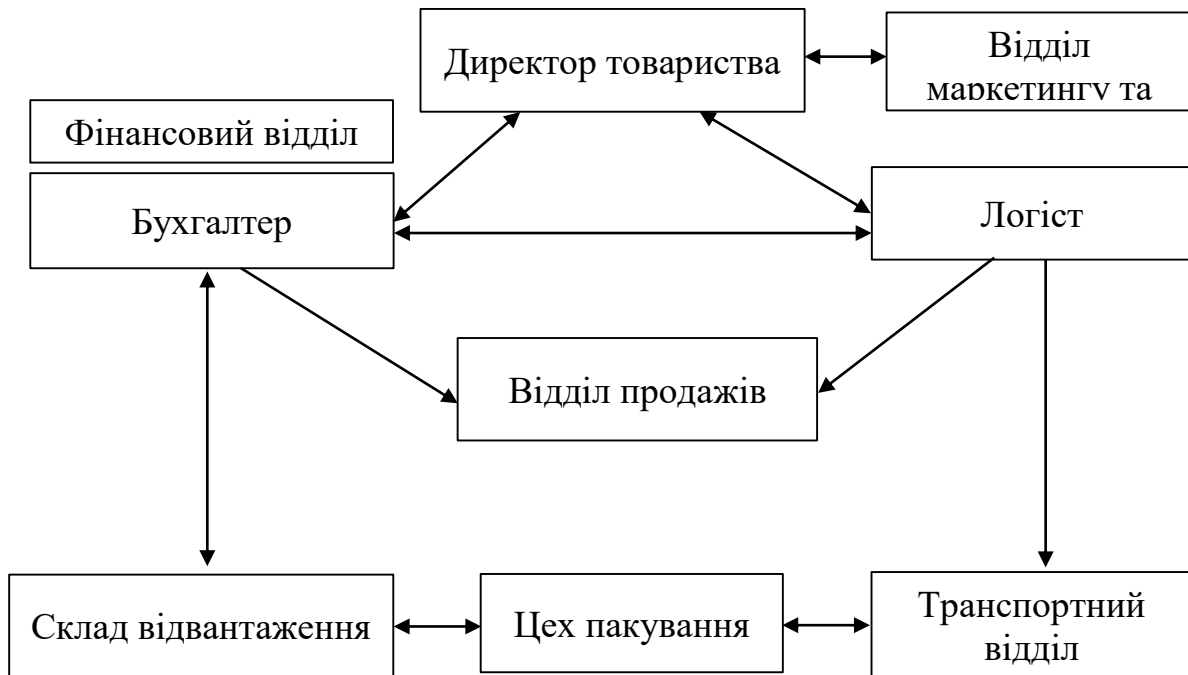 Директор товариства
Відділ
маркетингу та
Фінансовий відділ
Бухгалтер
Логіст
Відділ продажів
Склад відвантаження
Цех пакування
Транспортний
відділ